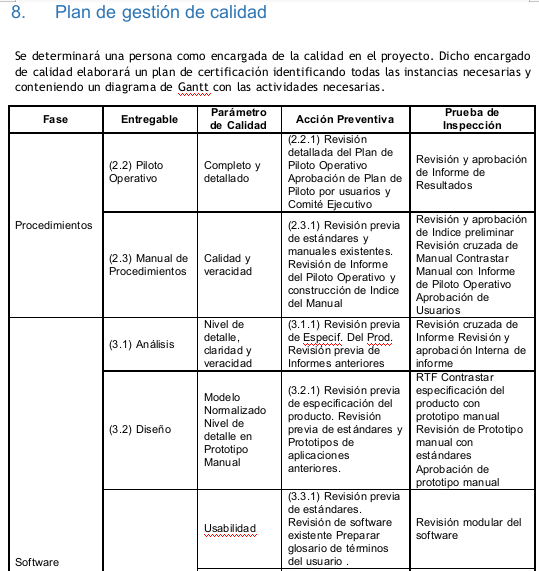 8. Plan de gestión de calidad
Se determinará una persona como encargada de la calidad en el proyecto. Dicho encargado
de calidad elaborará un plan de certificación identificando todas las instancias necesarias y
conteniendo un diagrama de Gantt con las actividades necesarias.
Fase
Entregable
Parámetro
de Calidad
Acción Preventiva
Prueba de
Inspección
Procedimientos
(2.2) Piloto
Operativo
Completo y
detallado
(2.2.1) Revisión
detallada del Plan de
Piloto Operativo
Aprobación de Plan de
Piloto por usuarios y
Comité Ejecutivo
Revisión y aprobación
de Informe de
Resultados
(2.3) Manual de
Procedimientos
Calidad y
veracidad
(2.3.1) Revisión previa
de estándares y
manuales existentes.
Revisión de Informe
del Piloto Operativo y
construcción de Indice
del Manual
Revisión y aprobación
de Indice preliminar
Revisión cruzada de
Manual Contrastar
Manual con Informe
de Piloto Operativo
Aprobación de
Usuarios
Software
(3.1) Análisis
Nivel de
detalle,
claridad y
veracidad
(3.1.1) Revisión previa
de Especif. Del Prod.
Revisión previa de
Informes anteriores
Revisión cruzada de
Informe Revisión y
aprobación Interna de
informe
(3.2) Diseño
Modelo
Normalizado
Nivel de
detalle en
Prototipo
Manual
(3.2.1) Revisión previa
de especificación del
producto. Revisión
previa de estándares y
Prototipos de
aplicaciones
anteriores.
RTF Contrastar
especificación del
producto con
prototipo manual
Revisión de Prototipo
manual con
estándares
Aprobación de
prototipo manual
Usabilidad
(3.3.1) Revisión previa
de estándares.
Revisión de software
existente Preparar
glosario de términos
del usuario .
Revisión modular del
software